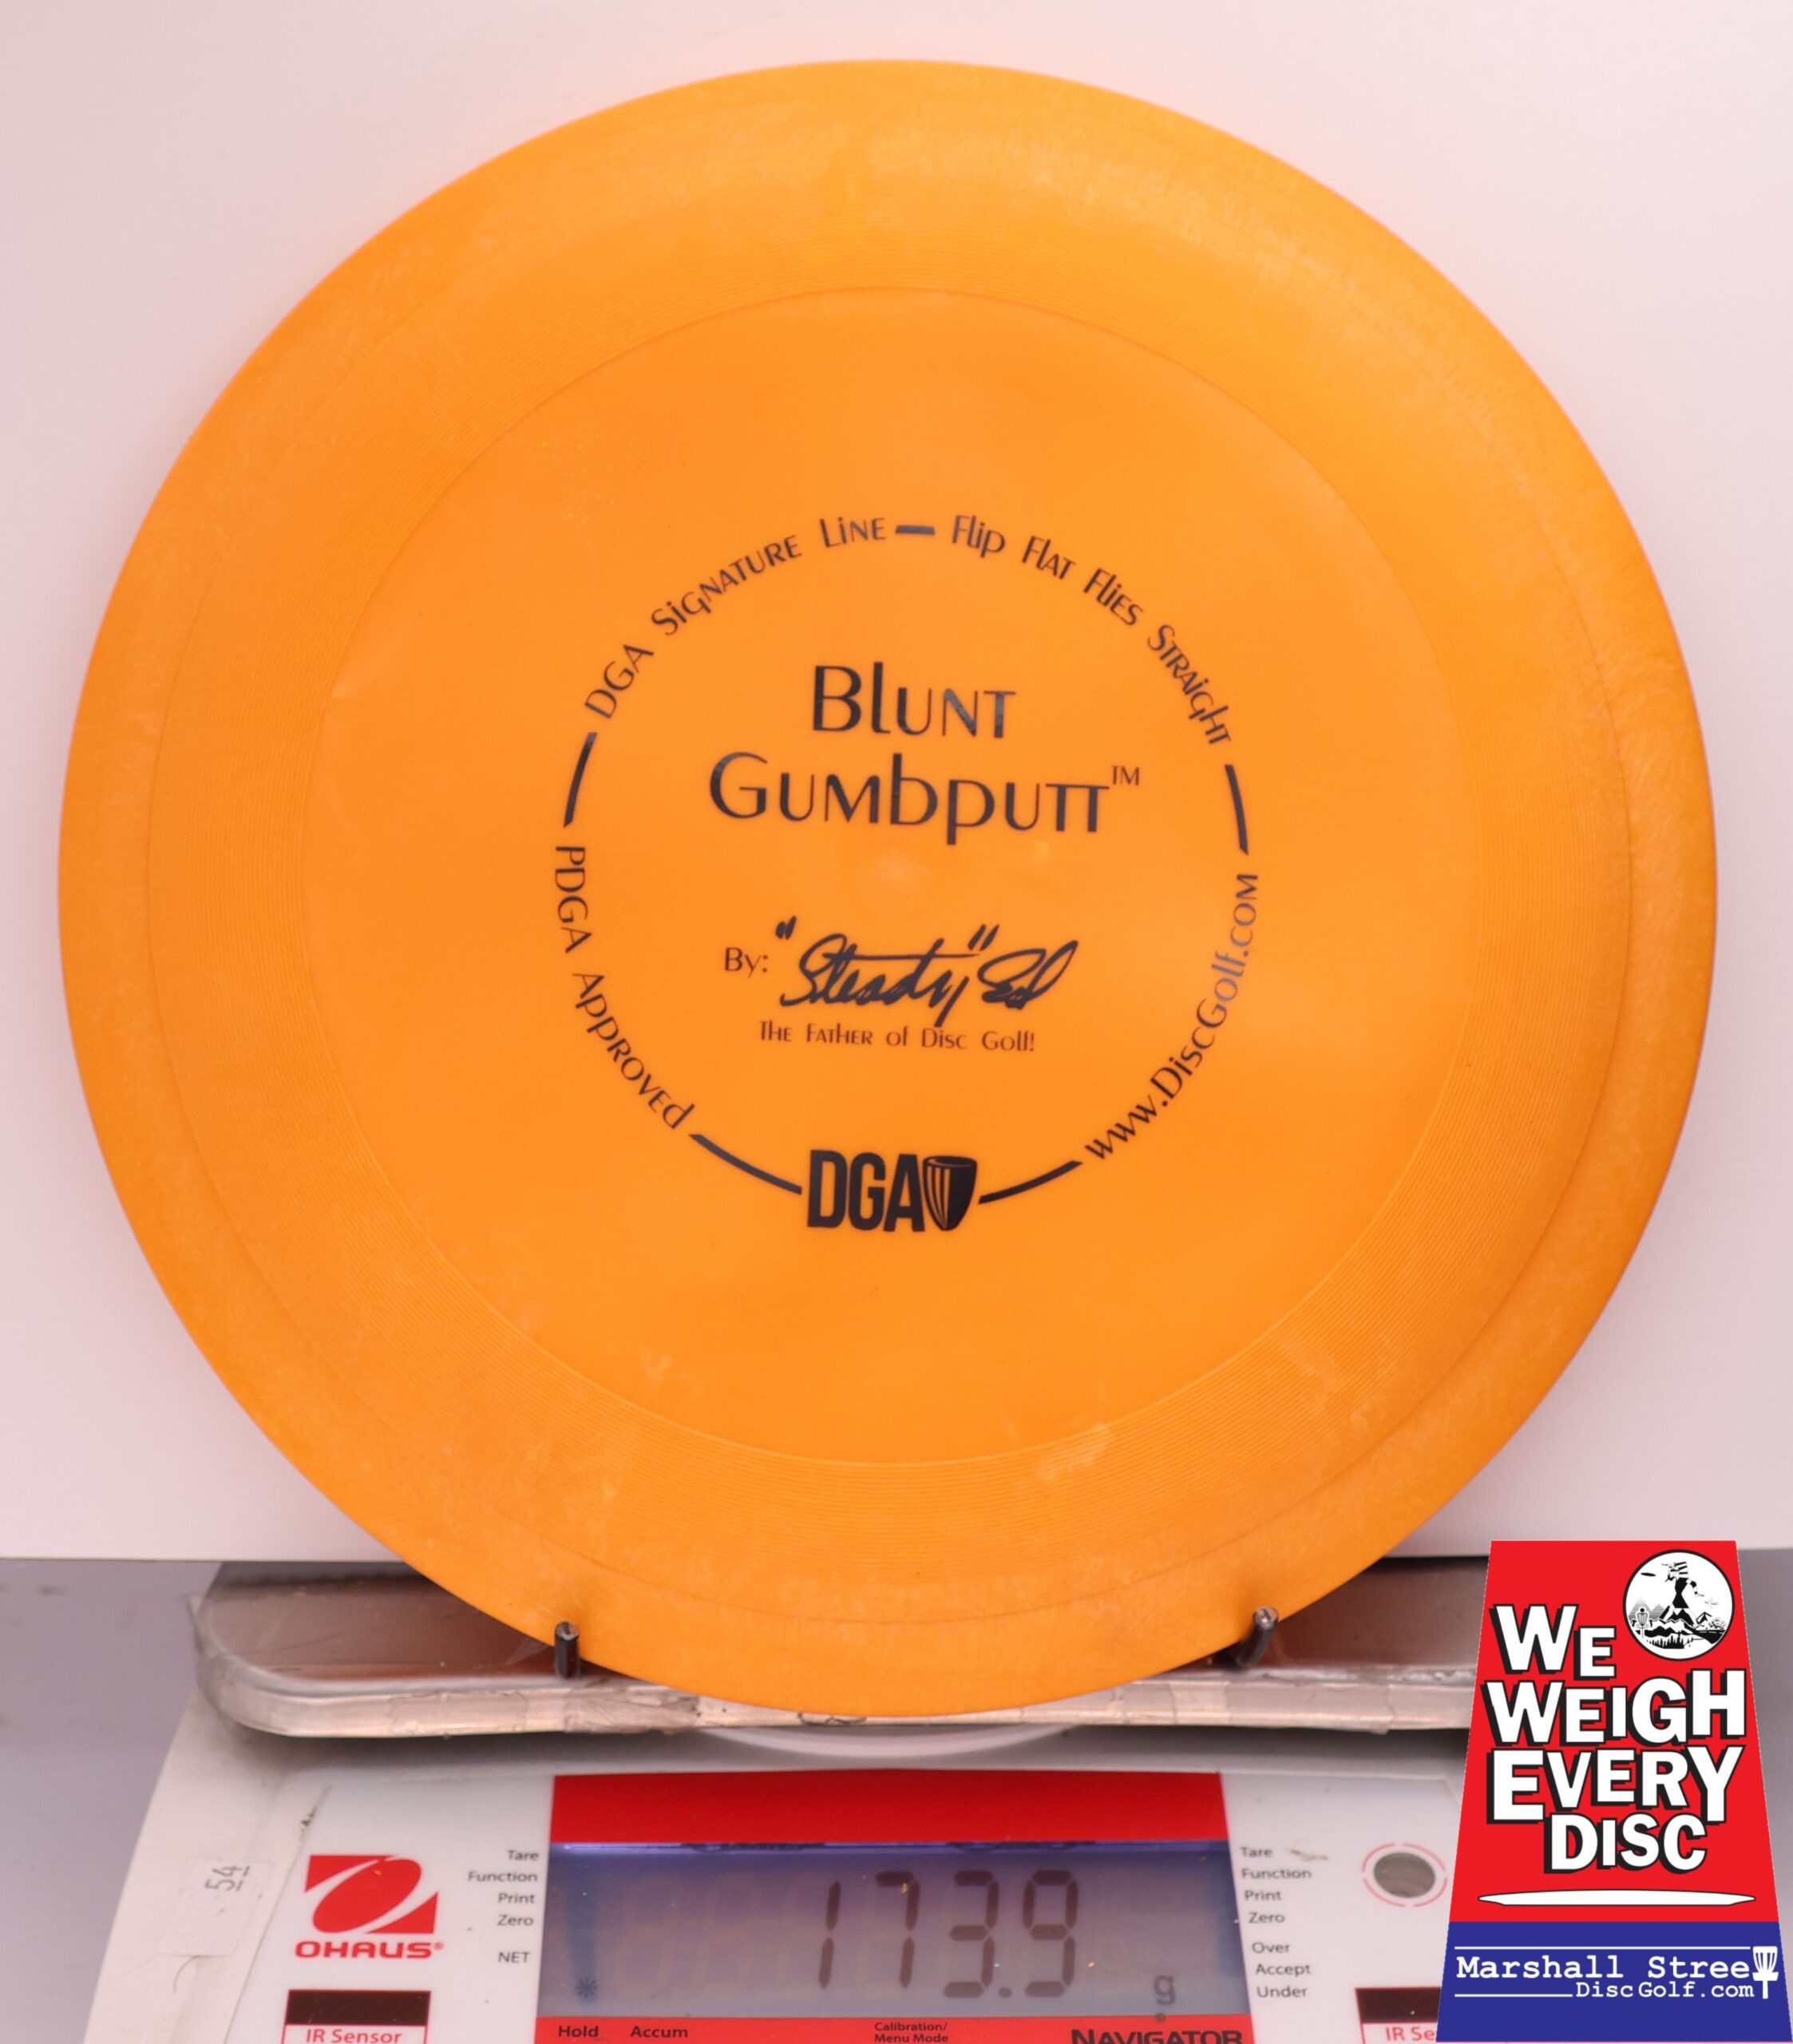 DGA Signature Line — Flip Flat Flies Straight
Blunt
Gumbputt™
PDGA Approved
www.DiscGolf.com
By: "Steady" Ed
The Father of Disc Golf!
DGA
WE
WEIGH
EVERY
DISC
Marshall Stree
DiscGolf.com
54
OHAUS®
Tare
Function
Print
Zero
NET
173.9
g
Tare
Function
Print
Zero
Over
Accept
Under
IR Sensor
Hold
Accum
Calibration/
Menu Mode
NAVIGATOR
IR Se